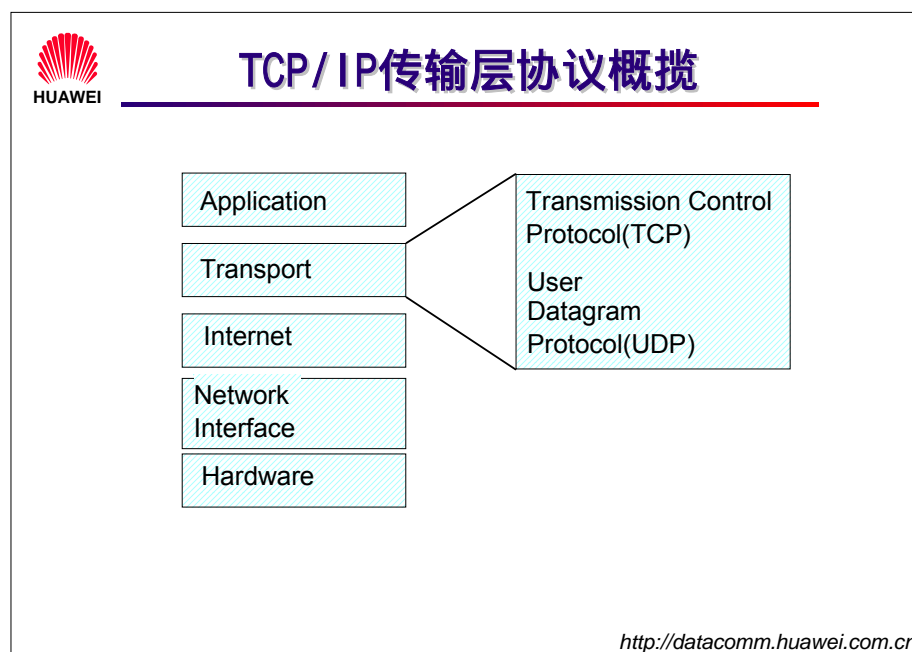 HUAWEI
TCP/IP传输层协议概揽
Application
Transport
Internet
Network
Interface
Hardware
Transmission Control
Protocol(TCP)
User
Datagram
Protocol(UDP)
http://datacomm.huawei.com.cn